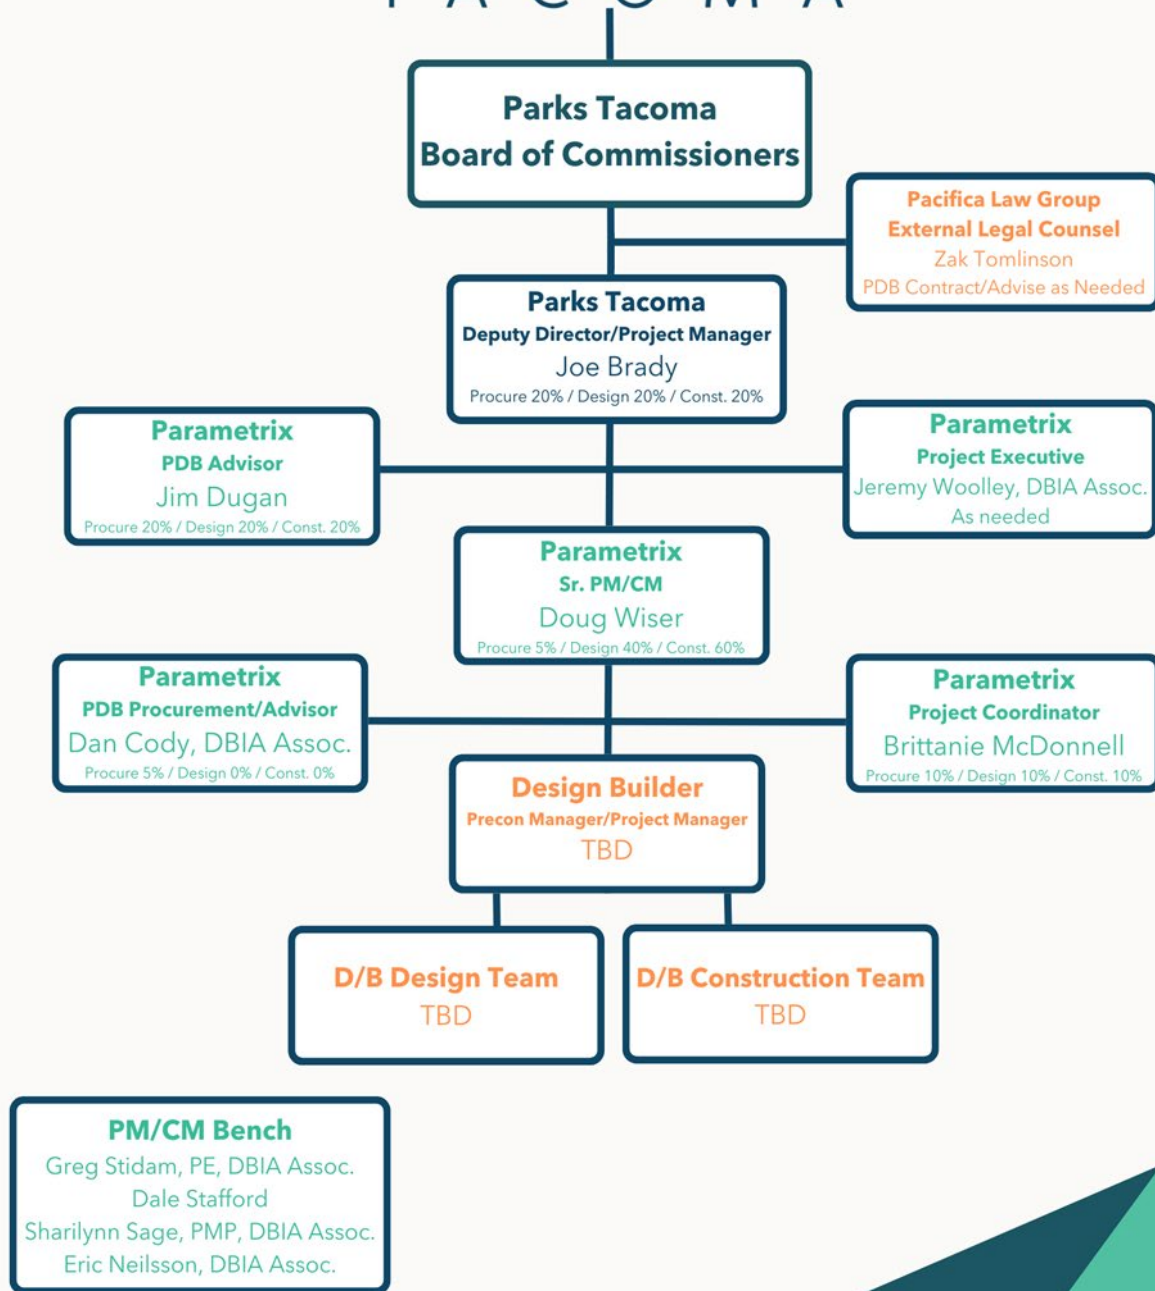 TACOMA
Parks Tacoma
Board of Commissioners
Pacifica Law Group
External Legal Counsel
Zak Tomlinson
PDB Contract/Advise as Needed
Parks Tacoma
Deputy Director/Project Manager
Joe Brady
Procure 20% / Design 20% / Const. 20%
Parametrix
PDB Advisor
Jim Dugan
Procure 20% / Design 20% / Const. 20%
Parametrix
Project Executive
Jeremy Woolley, DBIA Assoc.
As needed
Parametrix
Sr. PM/CM
Doug Wiser
Procure 5% / Design 40% / Const. 60%
Parametrix
PDB Procurement/Advisor
Dan Cody, DBIA Assoc.
Procure 5% / Design 0% / Const. 0%
Parametrix
Project Coordinator
Brittanie McDonnell
Procure 10% / Design 10% / Const. 10%
Design Builder
Precon Manager/Project Manager
TBD
D/B Design Team
TBD
D/B Construction Team
TBD
PM/CM Bench
Greg Stidam, PE, DBIA Assoc.
Dale Stafford
Sharilynn Sage, PMP, DBIA Assoc.
Eric Neilsson, DBIA Assoc.